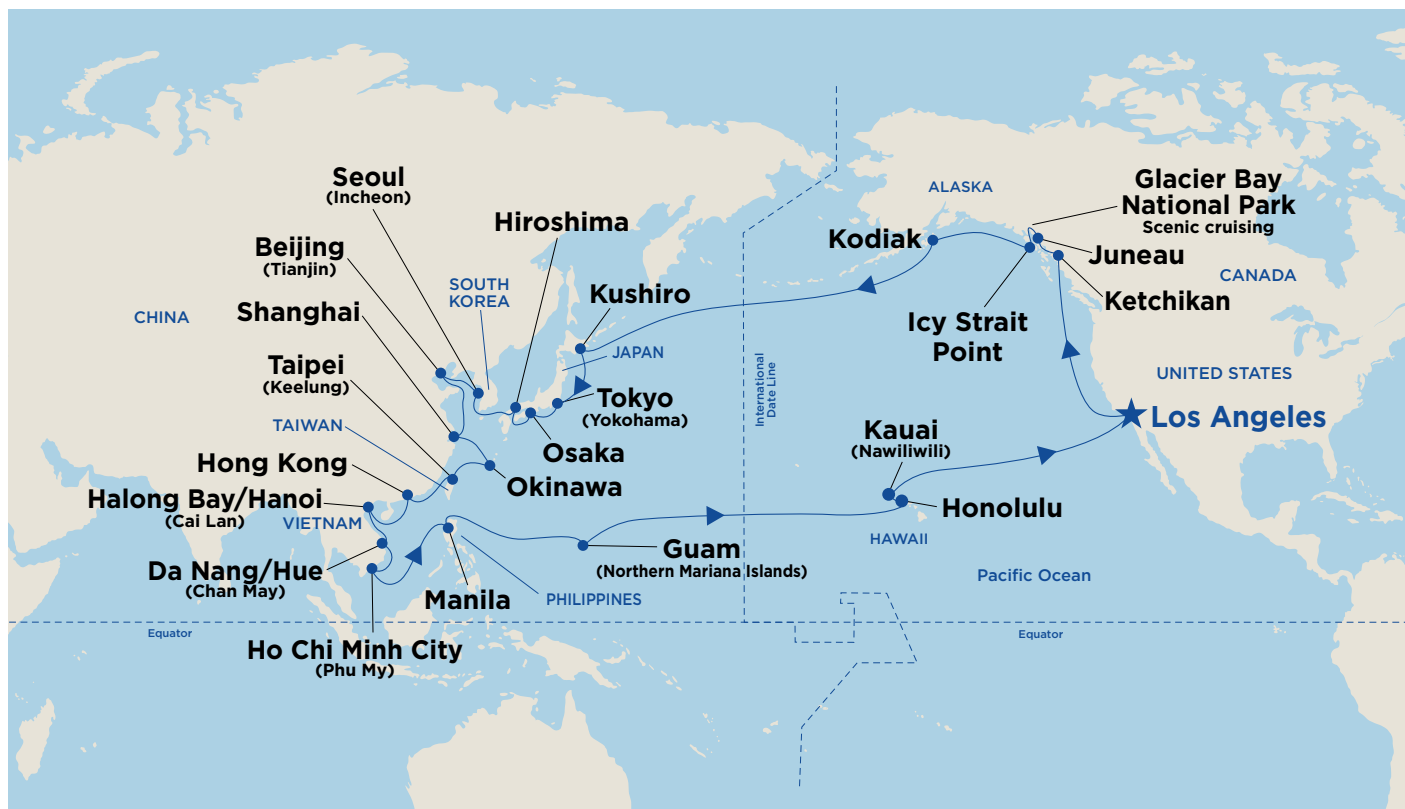 Seoul
(Incheon)
Hiroshima
Beijing
(Tianjin)
SOUTH
KOREA
Shanghai
CHINA
Kushiro
JAPAN
Taipei
(Keelung)
Tokyo
(Yokohama)
TAIWAN
Osaka
Hong Kong
Okinawa
Halong Bay/Hanoi
(Cai Lan)
VIETNAM
Da Nang/Hue
(Chan May)
Manila
PHILIPPINES
Guam
(Northern Mariana Islands)
Ho Chi Minh City
(Phu My)
Equator
International
Date Line
ALASKA
Kodiak
Glacier Bay
National Park
Scenic cruising
Juneau
CANADA
Ketchikan
Icy Strait
Point
UNITED STATES
Los Angeles
Kauai
(Nawiliwili)
Honolulu
HAWAII
Pacific Ocean
Equator